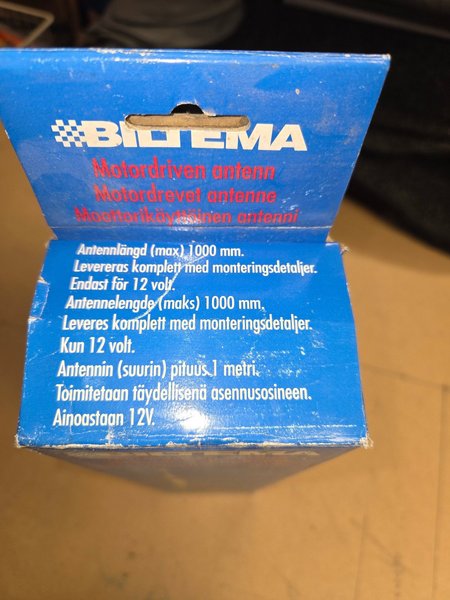 BILTEMA
Motordriven antenn
Motordrevet antenne
Moottorikäyttöinen antenni
Antennlängd (max) 1000 mm.
Levereras komplett med monteringsdetaljer.
Endast för 12 volt.
Antennelengde (maks) 1000 mm.
Leveres komplett med monteringsdetaljer.
Kun 12 volt.
Antennin (suurin) pituus 1 metri.
Toimitetaan täydellisenä asennusosineen.
Ainoastaan 12V.